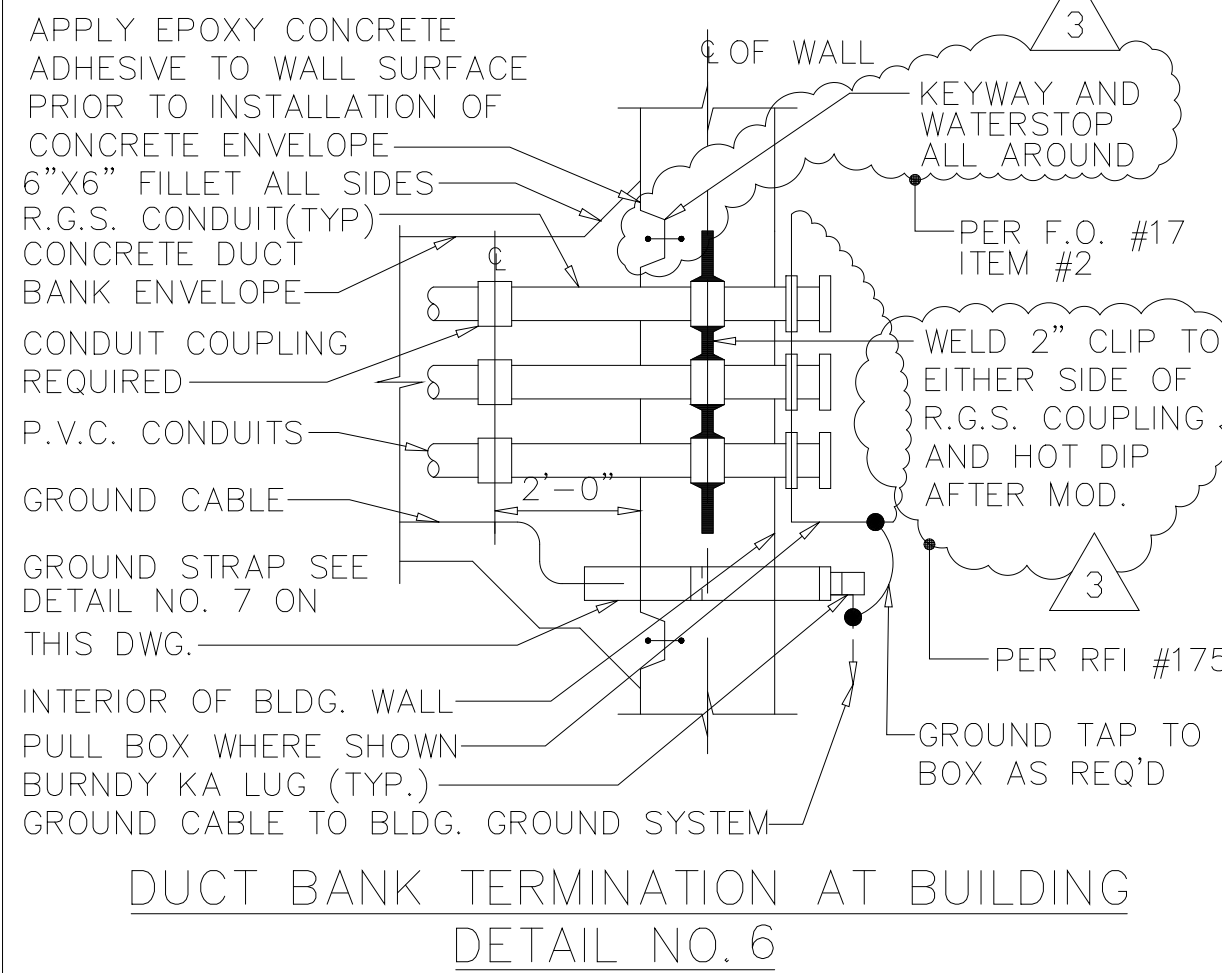 APPLY EPOXY CONCRETE
ADHESIVE TO WALL SURFACE
PRIOR TO INSTALLATION OF
CONCRETE ENVELOPE
6"X6" FILLET ALL SIDES
R.G.S. CONDUIT(TYP)
CONCRETE DUCT
BANK ENVELOPE
CONDUIT COUPLING
REQUIRED
P.V.C. CONDUITS
GROUND CABLE
GROUND STRAP SEE
DETAIL NO. 7 ON
THIS DWG.
INTERIOR OF BLDG. WALL
PULL BOX WHERE SHOWN
BURNDY KA LUG (TYP.)
GROUND CABLE TO BLDG. GROUND SYSTEM
℄
2'-0"
℄ OF WALL
3
KEYWAY AND
WATERSTOP
ALL AROUND
PER F.O. #17
ITEM #2
WELD 2" CLIP TO
EITHER SIDE OF
R.G.S. COUPLING
AND HOT DIP
AFTER MOD.
3
PER RFI #175
GROUND TAP TO
BOX AS REQ'D
DUCT BANK TERMINATION AT BUILDING
DETAIL NO. 6